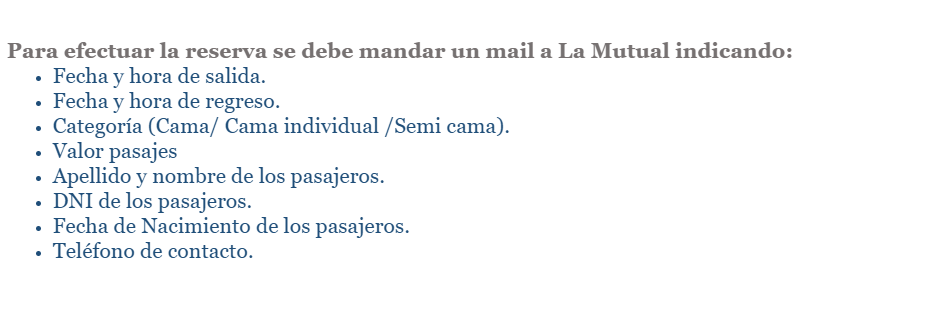 Para efectuar la reserva se debe mandar un mail a La Mutual indicando:
• Fecha y hora de salida.
• Fecha y hora de regreso.
• Categoría (Cama/ Cama individual /Semi cama).
• Valor pasajes
• Apellido y nombre de los pasajeros.
• DNI de los pasajeros.
• Fecha de Nacimiento de los pasajeros.
• Teléfono de contacto.